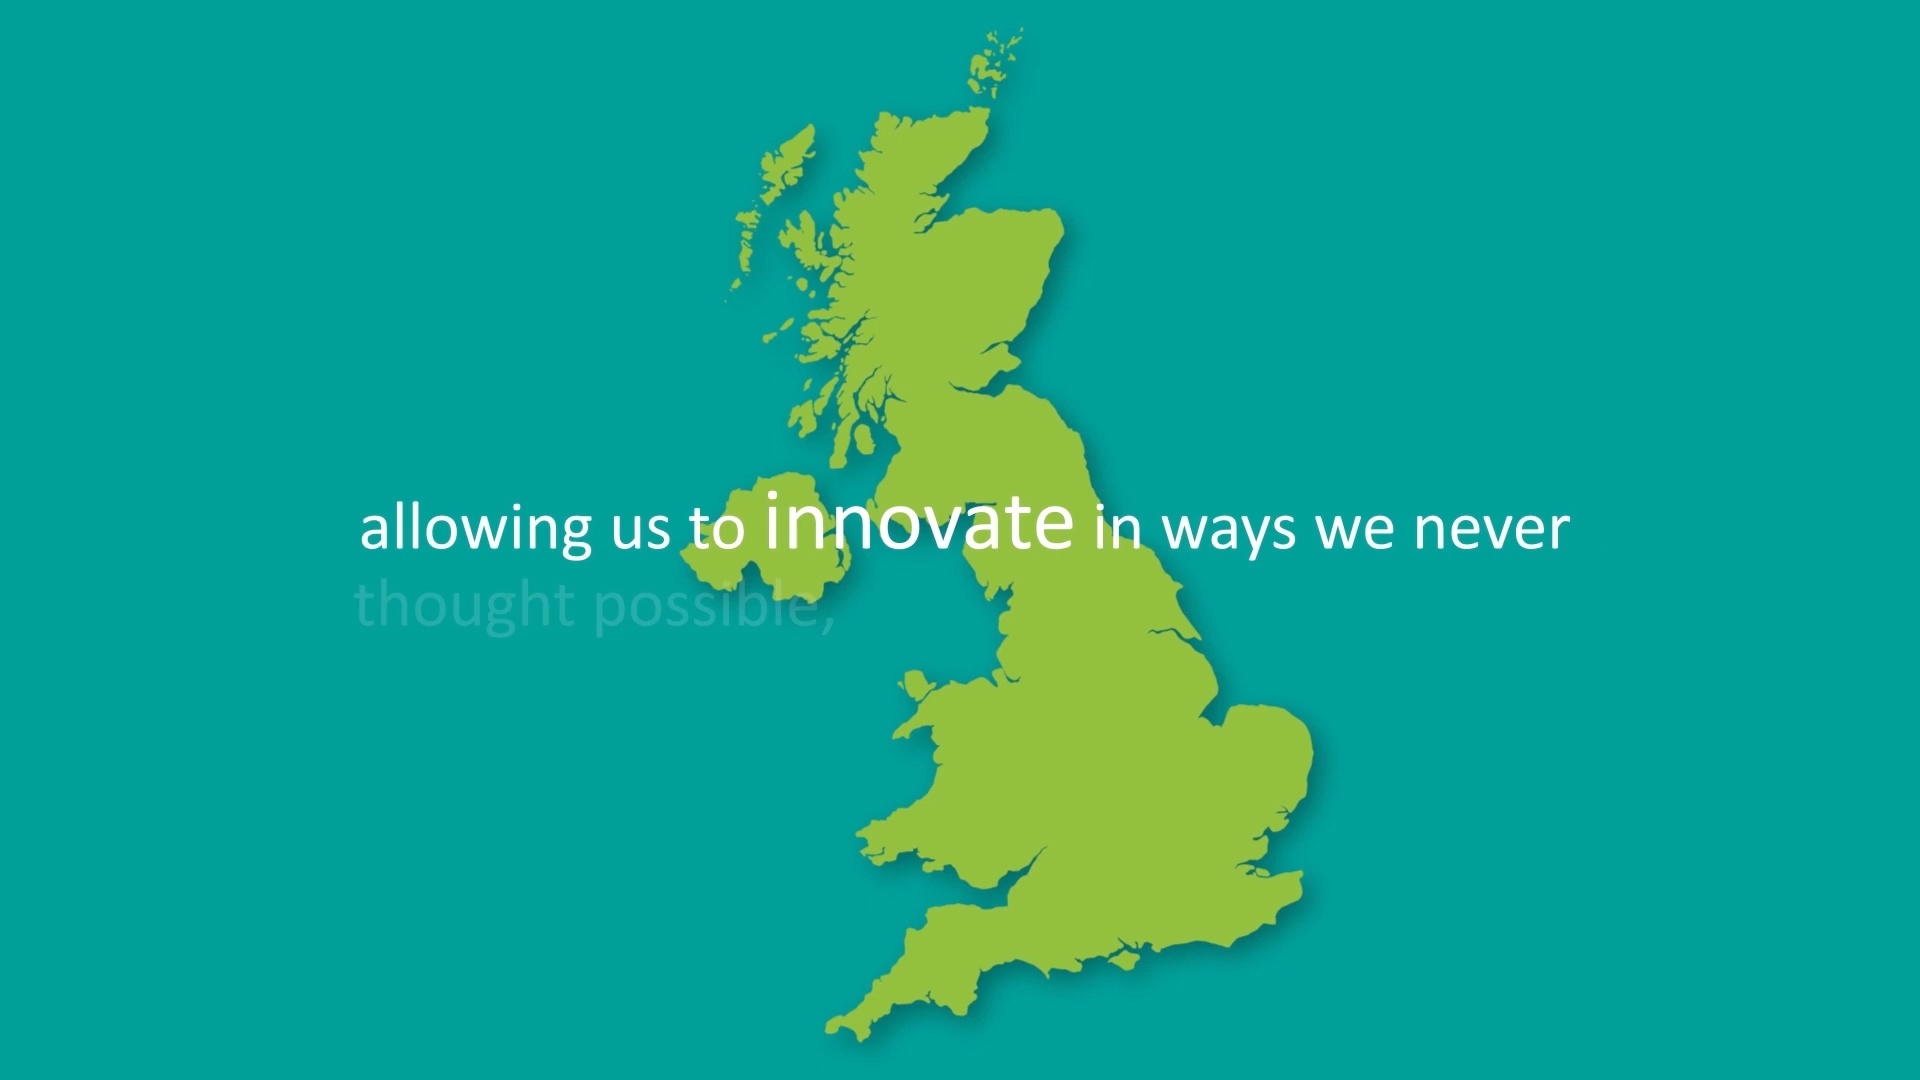 allowing us to innovate in ways we never
thought possible,